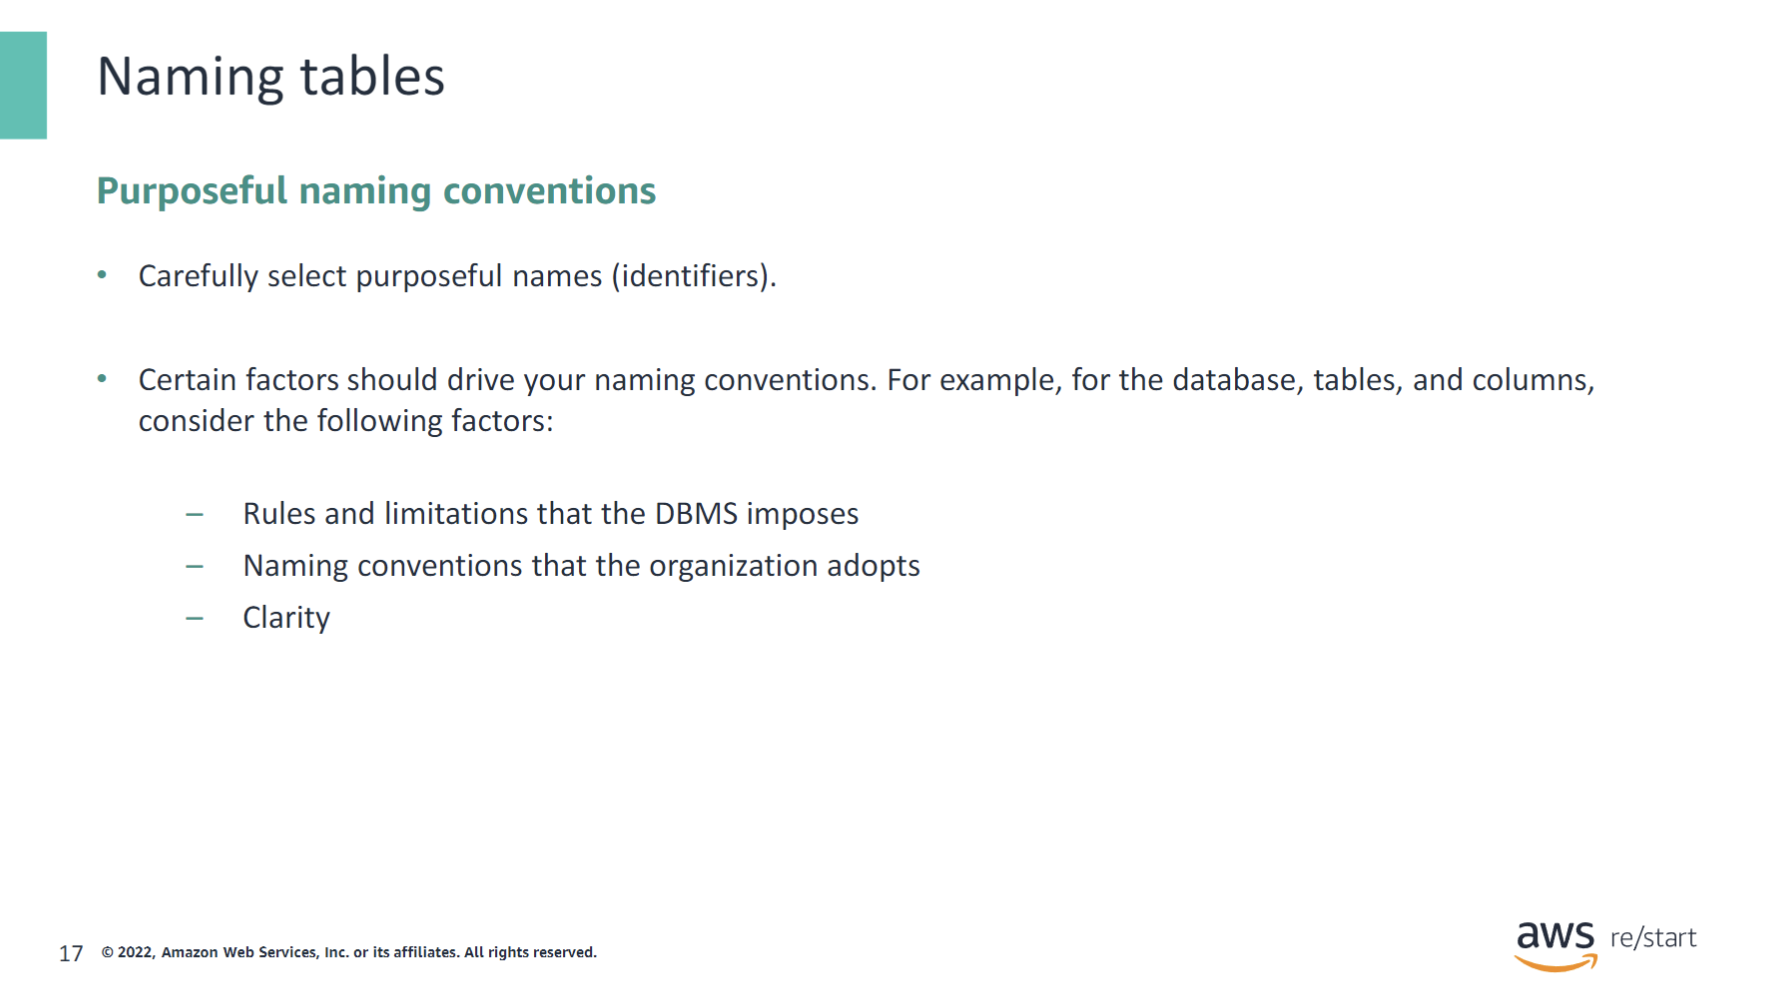 Naming tables
Purposeful naming conventions
• Carefully select purposeful names (identifiers).
• Certain factors should drive your naming conventions. For example, for the database, tables, and columns,
consider the following factors:
– Rules and limitations that the DBMS imposes
– Naming conventions that the organization adopts
– Clarity
17 © 2022, Amazon Web Services, Inc. or its affiliates. All rights reserved.
aws re/start